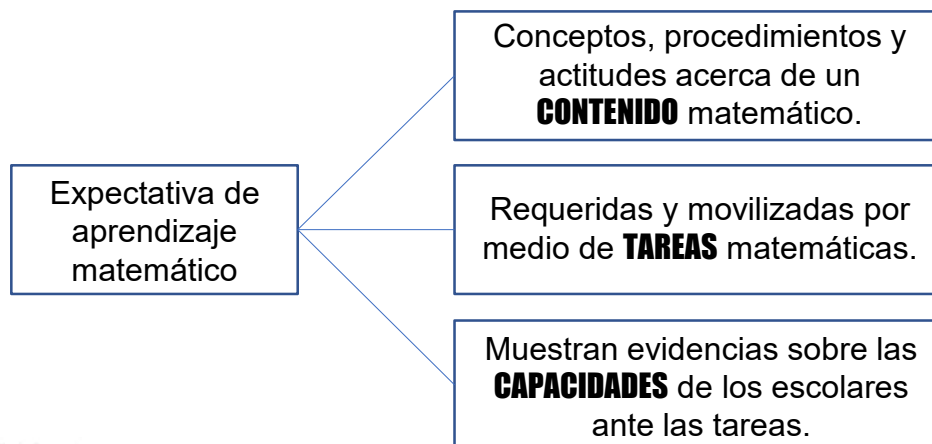 Conceptos, procedimientos y
actitudes acerca de un
CONTENIDO matemático.
Expectativa de
aprendizaje
matemático
Requeridas y movilizadas por
medio de TAREAS matemáticas.
Muestran evidencias sobre las
CAPACIDADES de los escolares
ante las tareas.